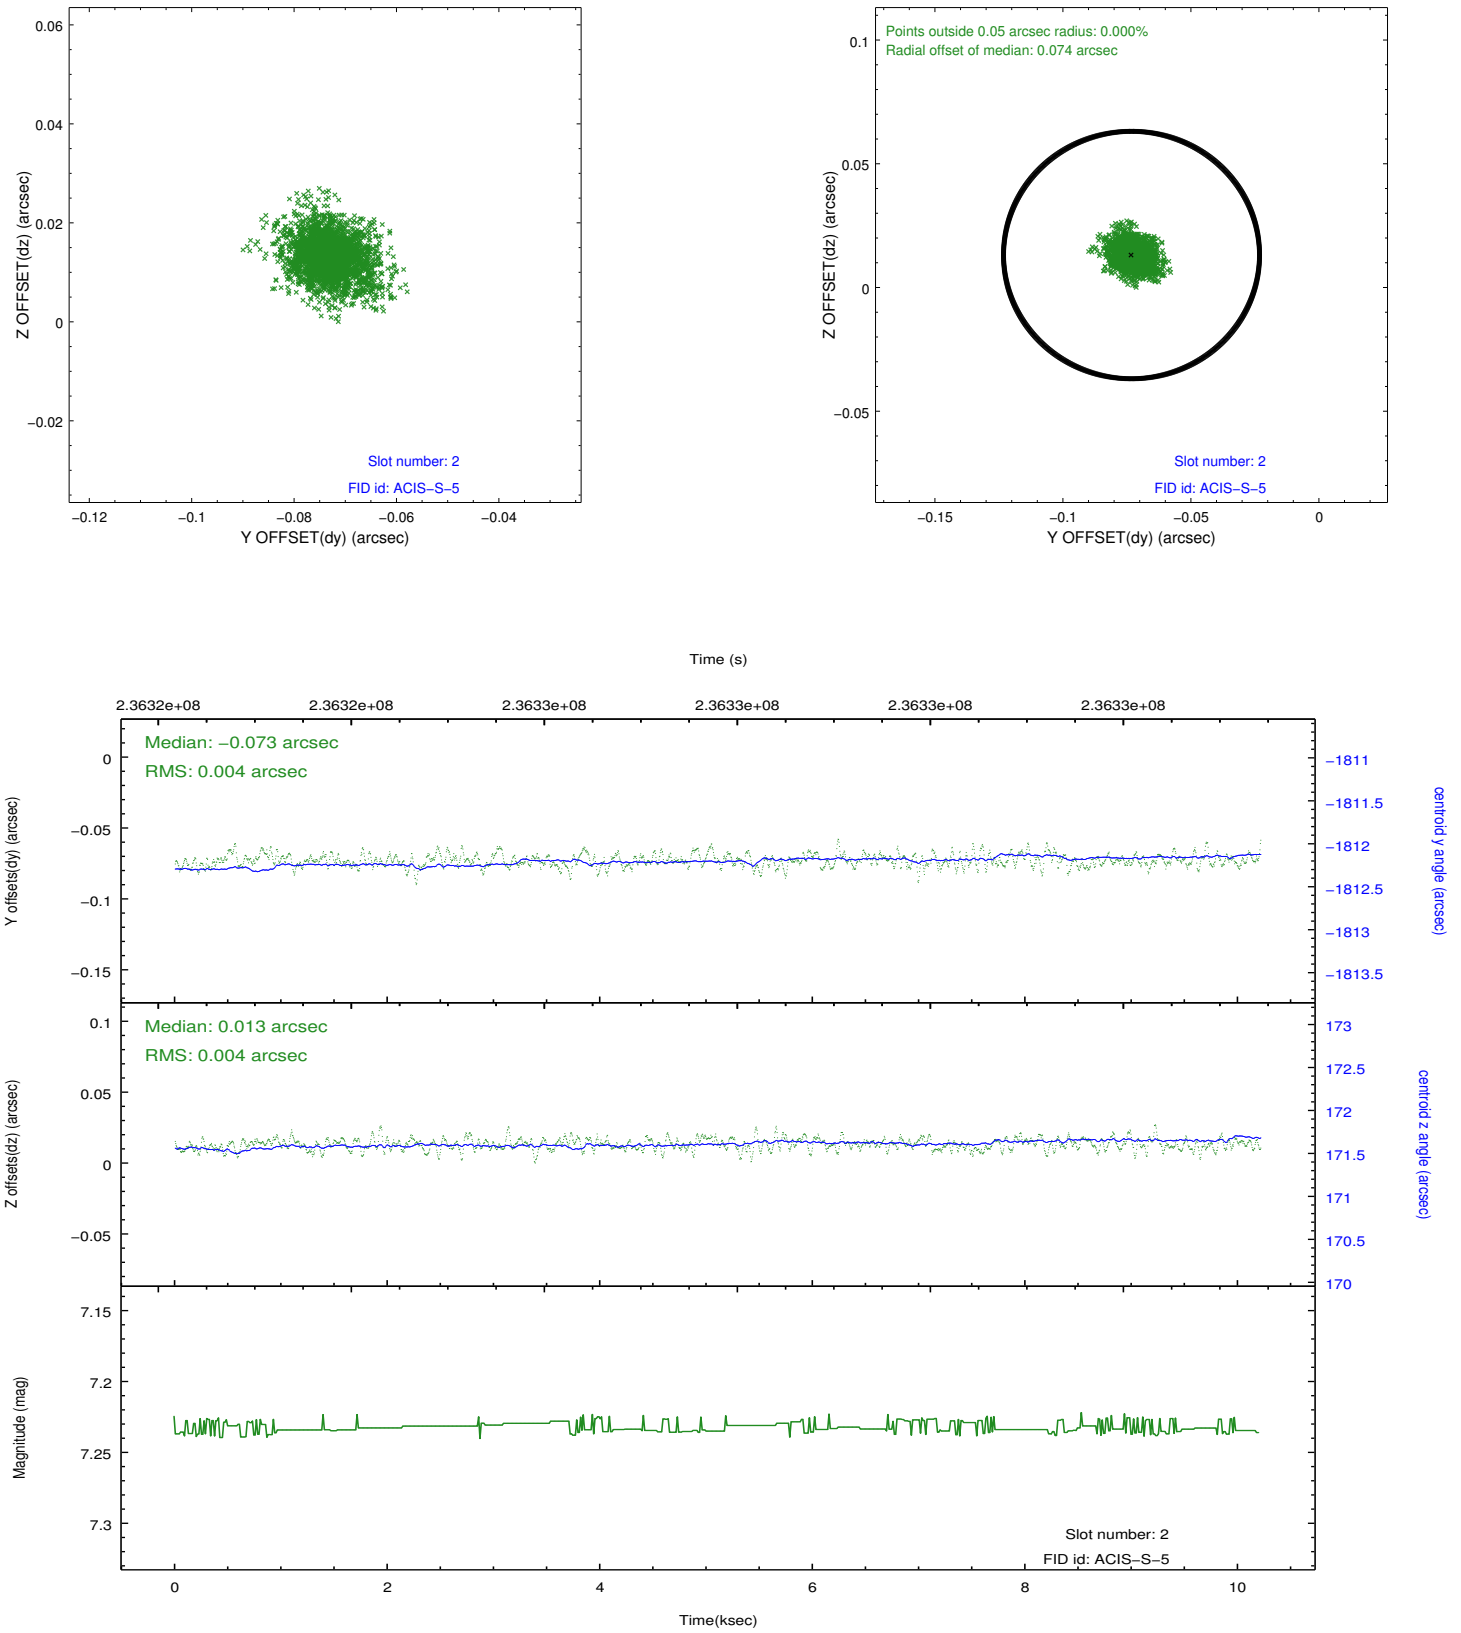 0.06
0.04
0.02
0
−0.02
Z OFFSET(dz) (arcsec)
Slot number: 2
FID id: ACIS−S−5
−0.12
−0.1
−0.08
−0.06
−0.04
Y OFFSET(dy) (arcsec)
Points outside 0.05 arcsec radius: 0.000%
Radial offset of median: 0.074 arcsec
0.1
0.05
0
−0.05
Z OFFSET(dz) (arcsec)
Slot number: 2
FID id: ACIS−S−5
−0.15
−0.1
−0.05
0
Y OFFSET(dy) (arcsec)
Time (s)
2.3632e+08
2.3632e+08
2.3633e+08
2.3633e+08
2.3633e+08
2.3633e+08
Median: −0.073 arcsec
RMS: 0.004 arcsec
0
−0.05
−0.1
−0.15
Y offsets(dy) (arcsec)
−1811
−1811.5
−1812
−1812.5
−1813
−1813.5
centroid y angle (arcsec)
Median: 0.013 arcsec
RMS: 0.004 arcsec
0.1
0.05
0
−0.05
Z offsets(dz) (arcsec)
173
172.5
172
171.5
171
170.5
170
centroid z angle (arcsec)
7.15
7.2
7.25
7.3
Magnitude (mag)
Slot number: 2
FID id: ACIS−S−5
0
2
4
6
8
10
Time(ksec)